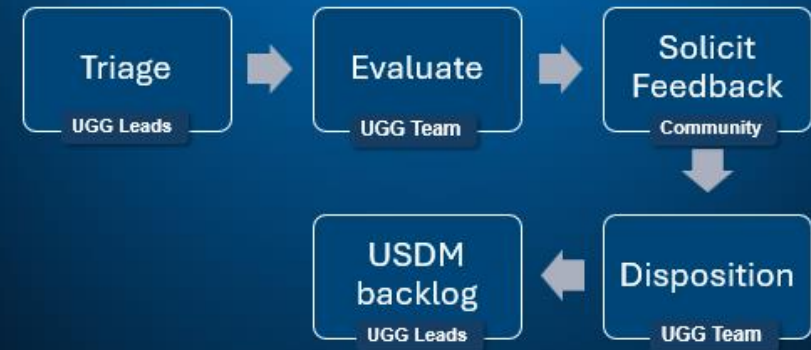 Triage
UGG Leads
Evaluate
UGG Team
Solicit
Feedback
Community
Disposition
UGG Team
USDM
backlog
UGG Leads